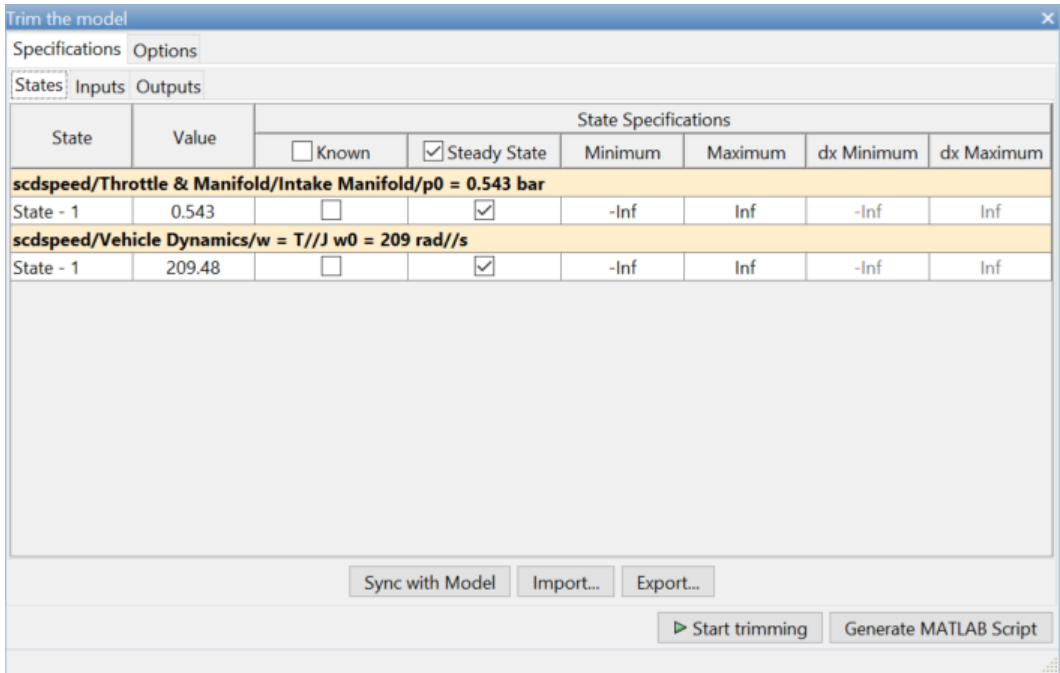 Trim the model
Specifications Options
States Inputs Outputs
State Value State Specifications
Known Steady State Minimum Maximum dx Minimum dx Maximum
scdspeed/Throttle & Manifold/Intake Manifold/p0 = 0.543 bar
State - 1 0.543 -Inf Inf -Inf Inf
scdspeed/Vehicle Dynamics/w = T//J w0 = 209 rad//s
State - 1 209.48 -Inf Inf -Inf Inf
Sync with Model Import... Export...
Start trimming Generate MATLAB Script